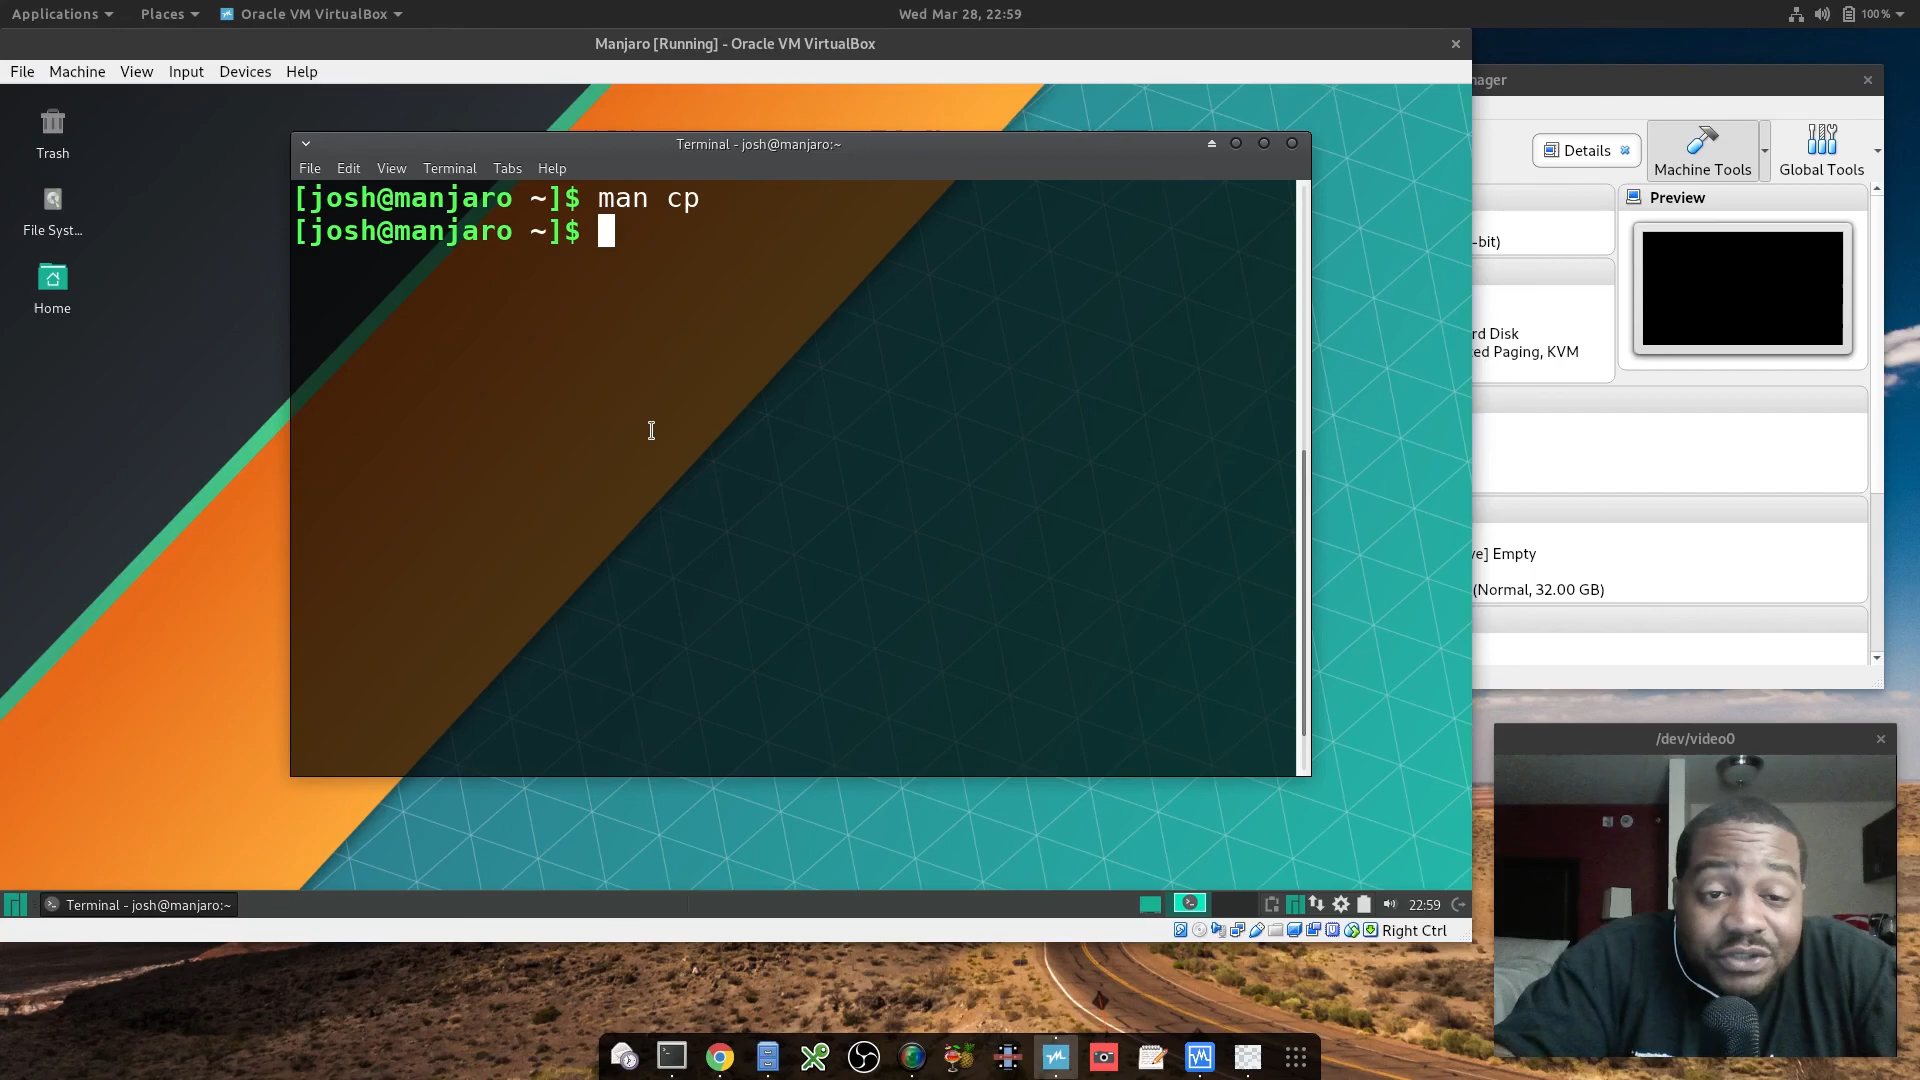 Applications Places Oracle VM VirtualBox Wed Mar 28, 22:59 100%
Manjaro [Running] - Oracle VM VirtualBox
File Machine View Input Devices Help
nager
Trash
File Syst...
Home
Terminal - josh@manjaro:~
File Edit View Terminal Tabs Help
[josh@manjaro ~]$ man cp
[josh@manjaro ~]$
Details
Machine Tools
Global Tools
Preview
-bit)
rd Disk
ted Paging, KVM
ve] Empty
(Normal, 32.00 GB)
/dev/video0
Terminal - josh@manjaro:~ 22:59
Right Ctrl